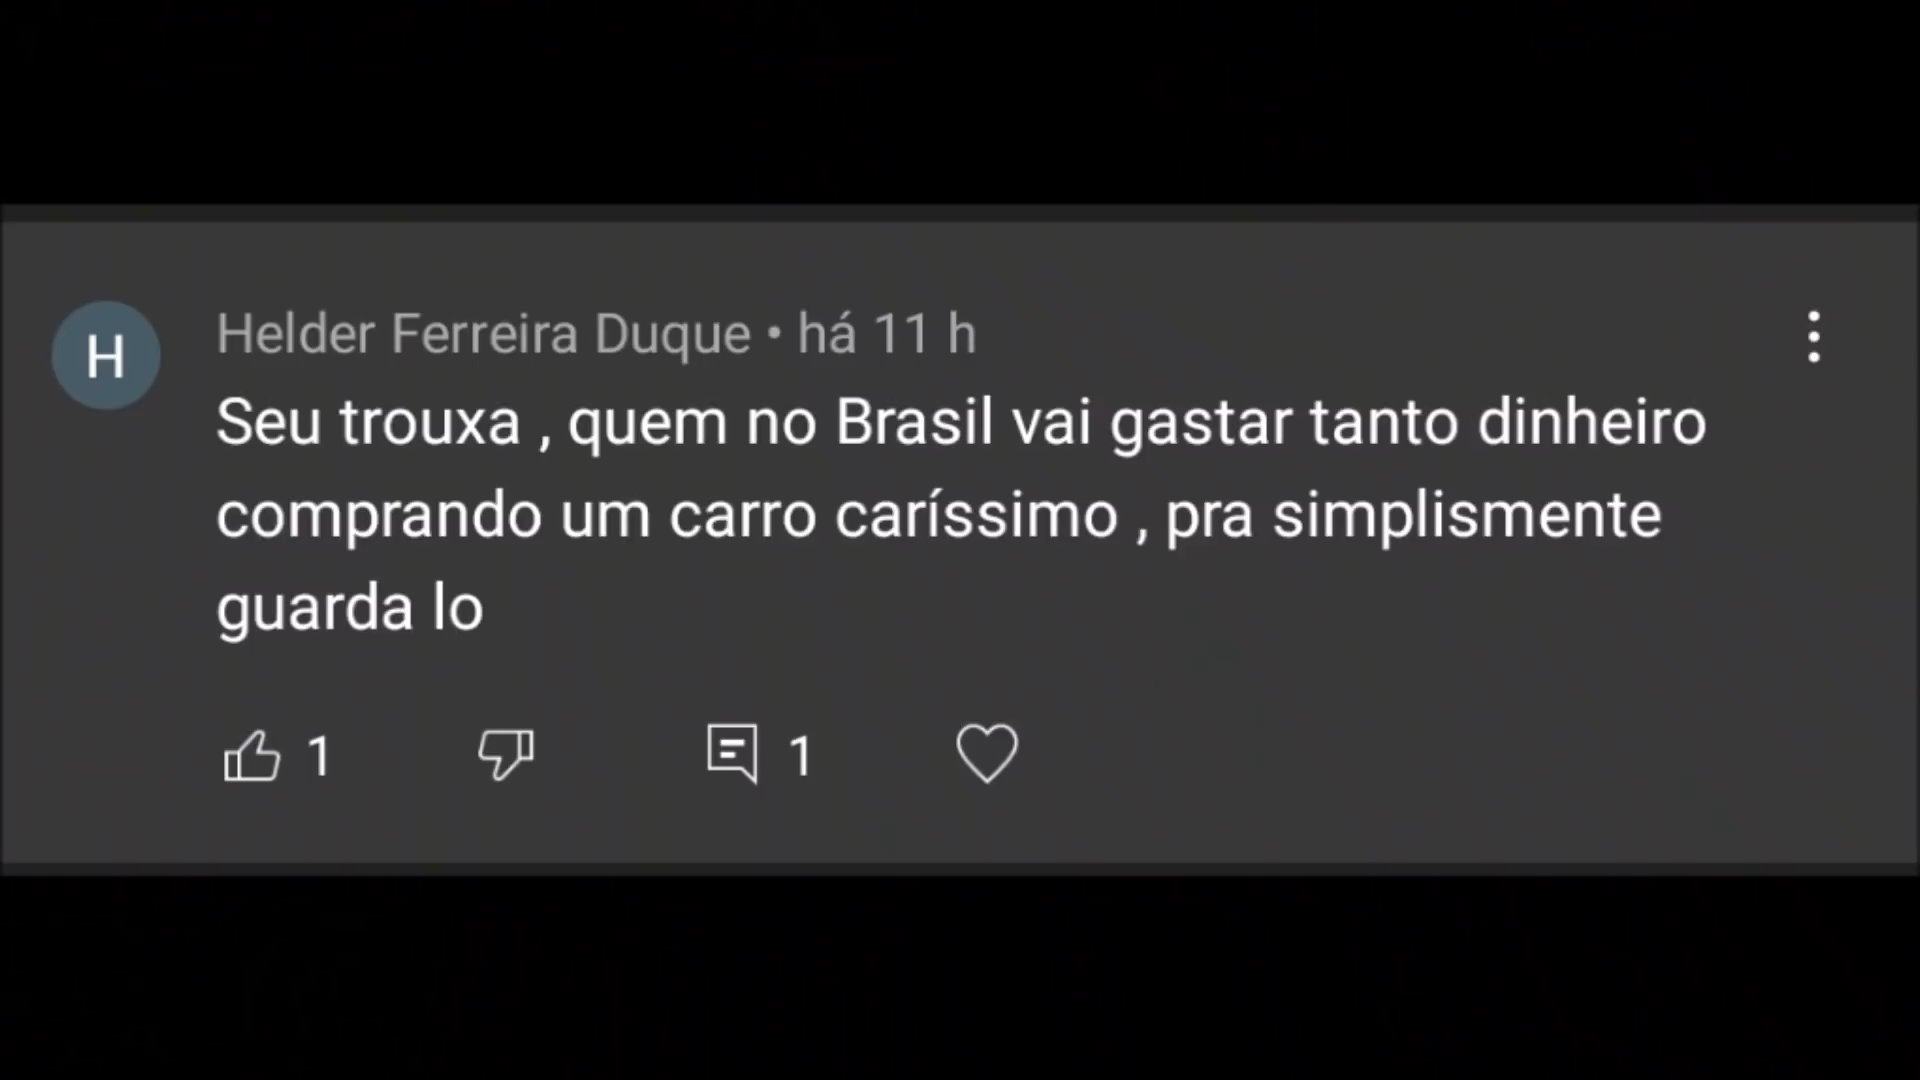 H
Helder Ferreira Duque • há 11 h
Seu trouxa , quem no Brasil vai gastar tanto dinheiro
comprando um carro caríssimo , pra simplismente
guarda lo
1 1